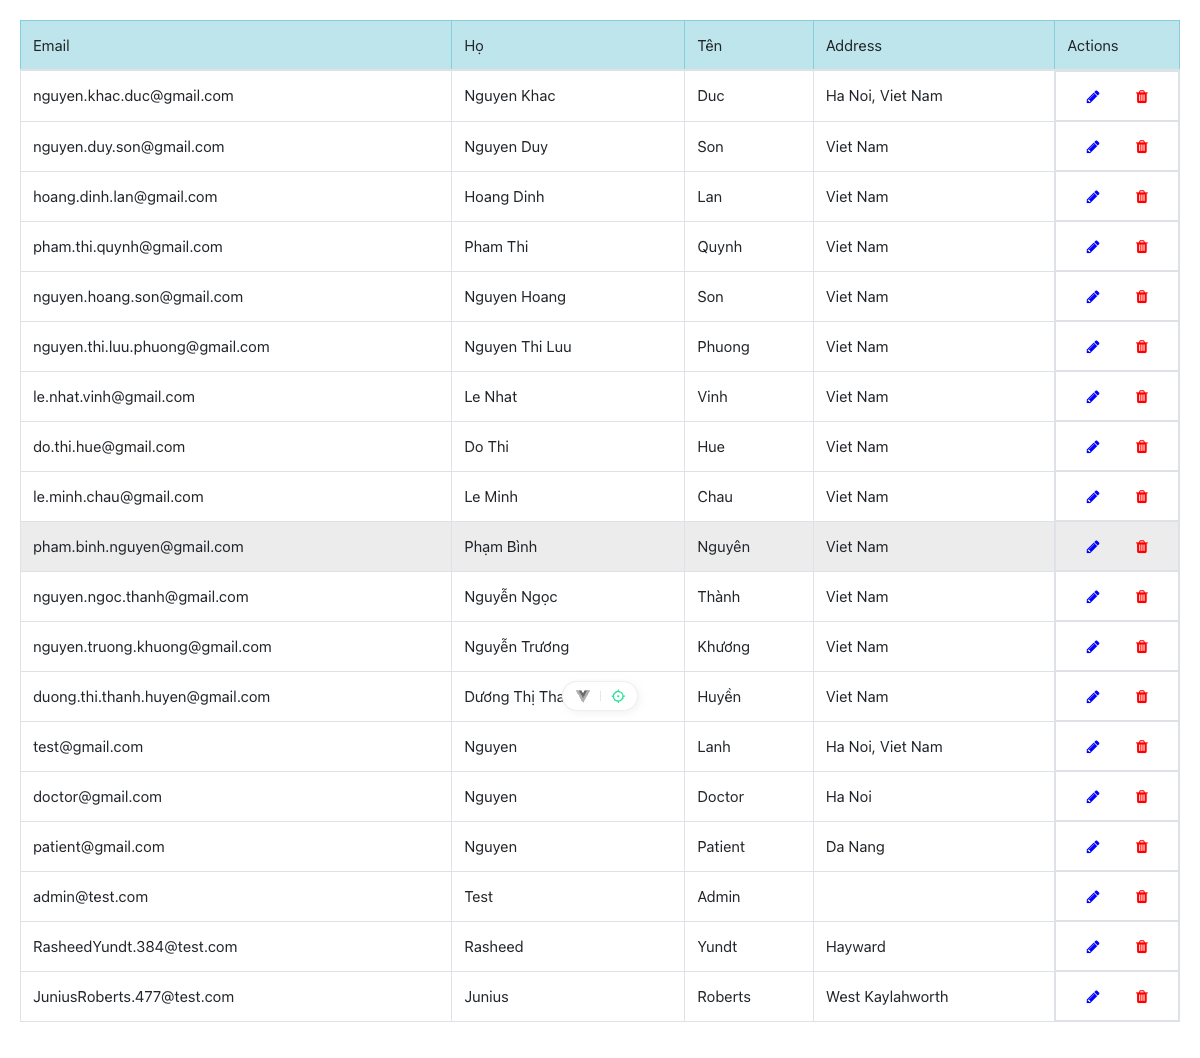 Email Họ Tên Address Actions
nguyen.khac.duc@gmail.com Nguyen Khac Duc Ha Noi, Viet Nam
nguyen.duy.son@gmail.com Nguyen Duy Son Viet Nam
hoang.dinh.lan@gmail.com Hoang Dinh Lan Viet Nam
pham.thi.quynh@gmail.com Pham Thi Quynh Viet Nam
nguyen.hoang.son@gmail.com Nguyen Hoang Son Viet Nam
nguyen.thi.luu.phuong@gmail.com Nguyen Thi Luu Phuong Viet Nam
le.nhat.vinh@gmail.com Le Nhat Vinh Viet Nam
do.thi.hue@gmail.com Do Thi Hue Viet Nam
le.minh.chau@gmail.com Le Minh Chau Viet Nam
pham.binh.nguyen@gmail.com Phạm Bình Nguyên Viet Nam
nguyen.ngoc.thanh@gmail.com Nguyễn Ngọc Thành Viet Nam
nguyen.truong.khuong@gmail.com Nguyễn Trương Khương Viet Nam
duong.thi.thanh.huyen@gmail.com Dương Thị Huyền Viet Nam
test@gmail.com Nguyen Lanh Ha Noi, Viet Nam
doctor@gmail.com Nguyen Doctor Ha Noi
patient@gmail.com Nguyen Patient Da Nang
admin@test.com Test Admin
RasheedYundt.384@test.com Rasheed Yundt Hayward
JuniusRoberts.477@test.com Junius Roberts West Kaylahworth